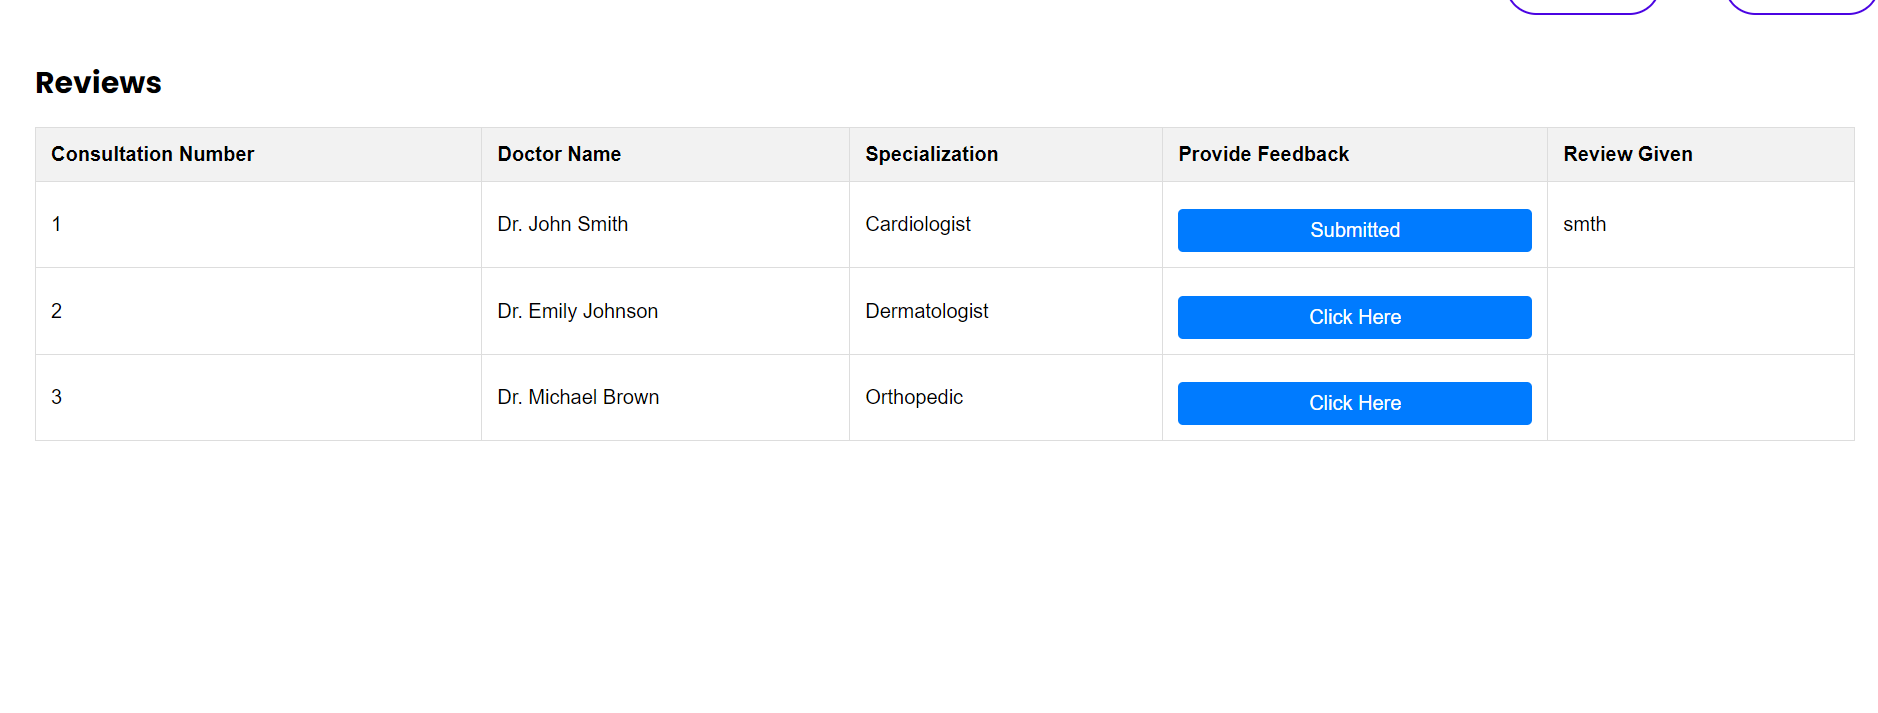 Reviews
Consultation Number Doctor Name Specialization Provide Feedback Review Given
1 Dr. John Smith Cardiologist Submitted smth
2 Dr. Emily Johnson Dermatologist Click Here
3 Dr. Michael Brown Orthopedic Click Here